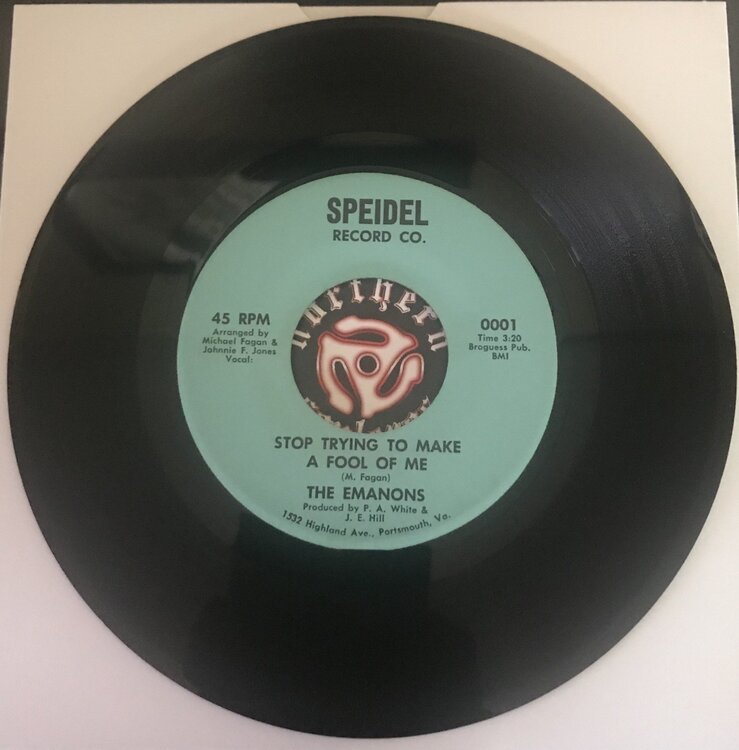 SPEIDEL
RECORD CO.
45 RPM
Arranged by
Michael Fagan &
Johnnie F. Jones
Vocal:
northern
0001
Time 3:20
Broguess Pub.
BMI
STOP TRYING TO MAKE
A FOOL OF ME
(M. Fagan)
THE EMANONS
Produced by P. A. White &
J. E. Hill
1532 Highland Ave., Portsmouth, Va.